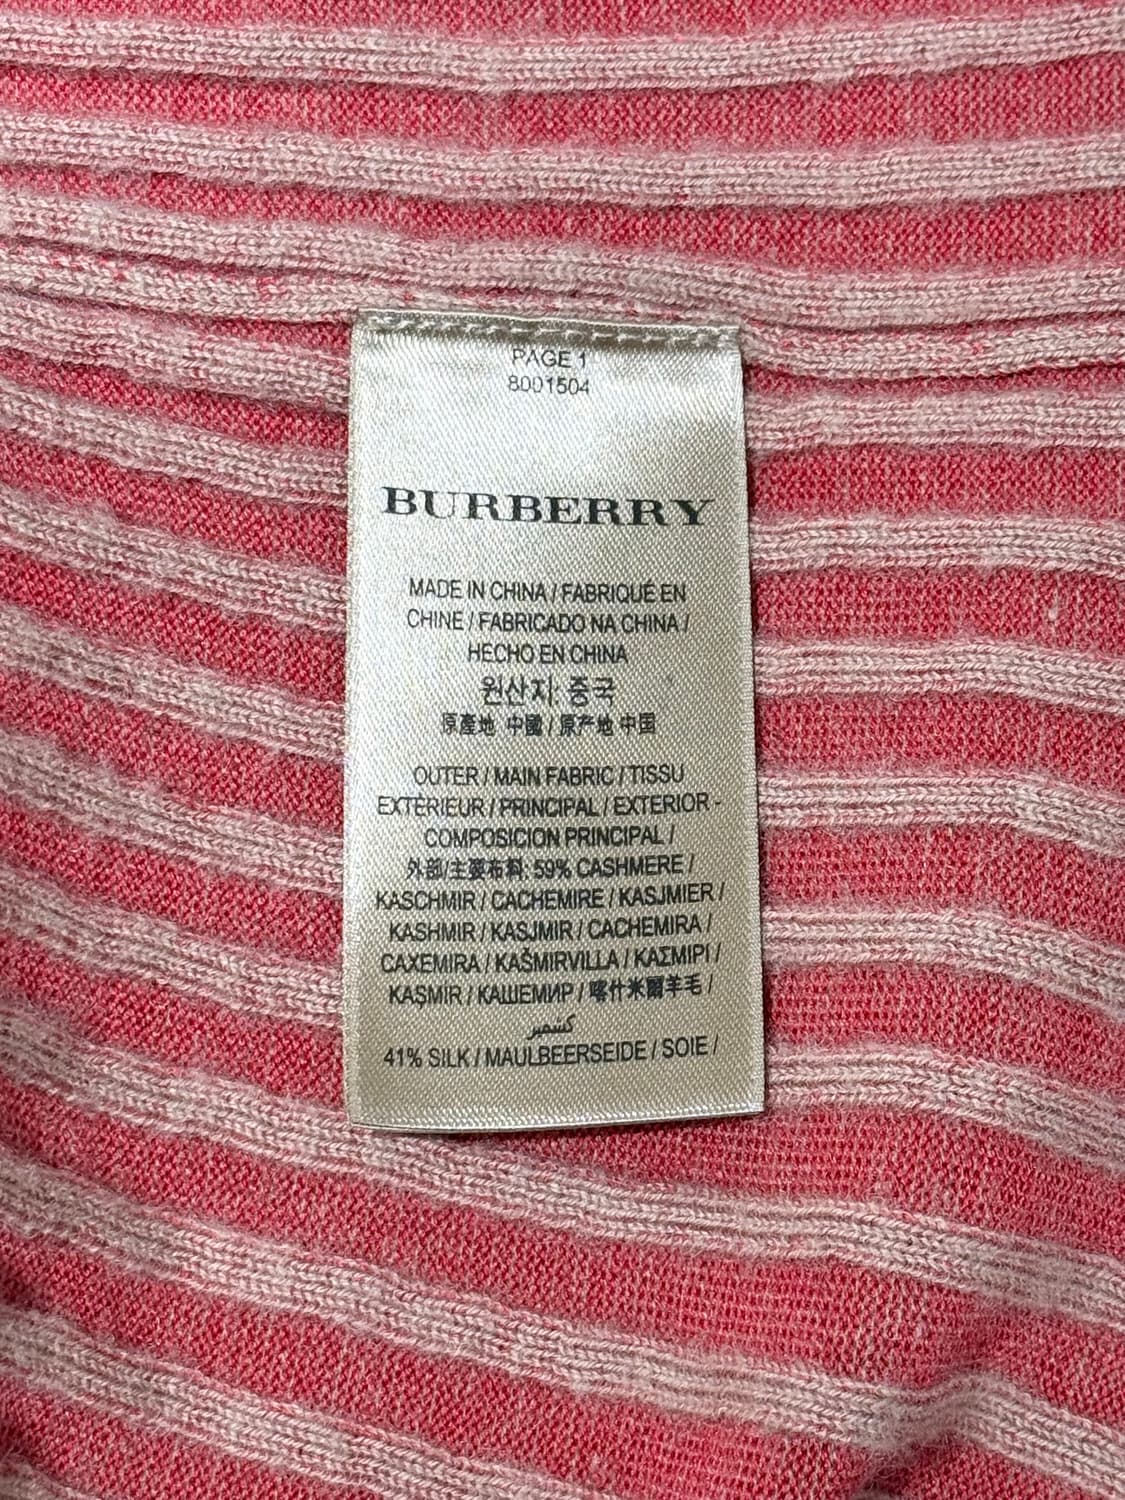 PAGE 1
8001504
BURBERRY
MADE IN CHINA / FABRIQUÉ EN
CHINE / FABRICADO NA CHINA /
HECHO EN CHINA
원산지: 중국
原產地 中國 / 原产地 中国
OUTER / MAIN FABRIC / TISSU
EXTÉRIEUR / PRINCIPAL / EXTERIOR -
COMPOSICION PRINCIPAL /
外部/主要布料: 59% CASHMERE /
KASCHMIR / CACHEMIRE / KASJMIER /
KASHMIR / KASJMIR / CACHEMIRA /
CAXEMIRA / KAŠMIRVILLA / ΚΑΣΜΙΡΙ /
KAŞMIR / КАШЕМИР / 喀什米爾羊毛 /
كشمير
41% SILK / MAULBEERSEIDE / SOIE /